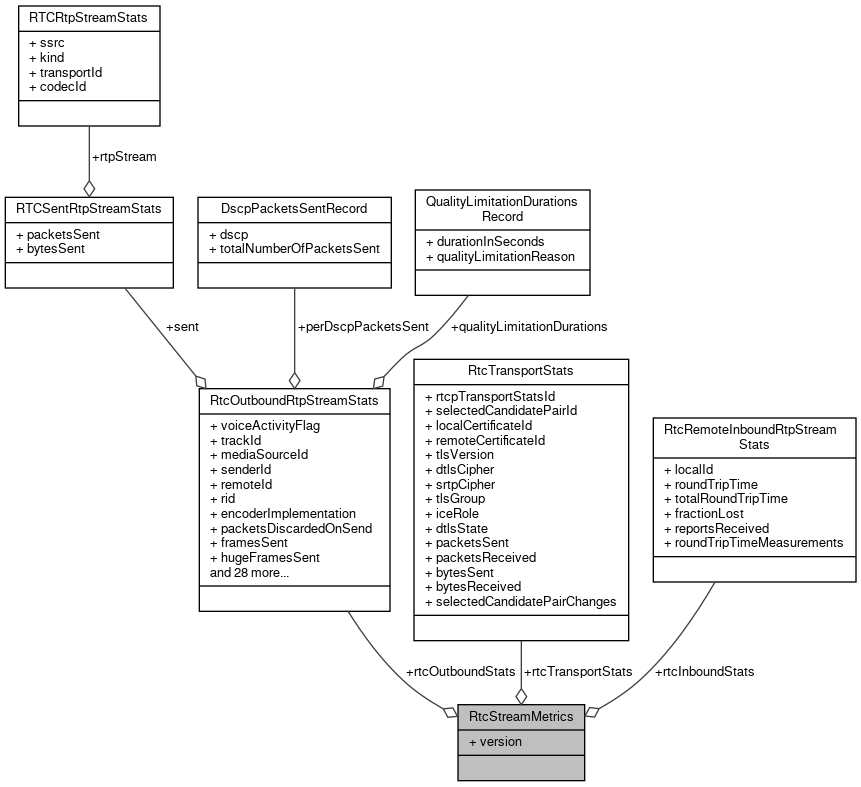 RTCRtpStreamStats
+ ssrc
+ kind
+ transportId
+ codecId
+rtpStream
RTCSentRtpStreamStats
+ packetsSent
+ bytesSent
DscpPacketsSentRecord
+ dscp
+ totalNumberOfPacketsSent
QualityLimitationDurations
Record
+ durationInSeconds
+ qualityLimitationReason
+sent
+perDscpPacketsSent
+qualityLimitationDurations
RtcOutboundRtpStreamStats
+ voiceActivityFlag
+ trackId
+ mediaSourceId
+ senderId
+ remoteId
+ rid
+ encoderImplementation
+ packetsDiscardedOnSend
+ framesSent
+ hugeFramesSent
and 28 more...
RtcTransportStats
+ rtcpTransportStatsId
+ selectedCandidatePairId
+ localCertificateId
+ remoteCertificateId
+ tlsVersion
+ dtlsCipher
+ srtpCipher
+ tlsGroup
+ iceRole
+ dtlsState
+ packetsSent
+ packetsReceived
+ bytesSent
+ bytesReceived
+ selectedCandidatePairChanges
RtcRemoteInboundRtpStream
Stats
+ localId
+ roundTripTime
+ totalRoundTripTime
+ fractionLost
+ reportsReceived
+ roundTripTimeMeasurements
+rtcOutboundStats
+rtcTransportStats
+rtcInboundStats
RtcStreamMetrics
+ version